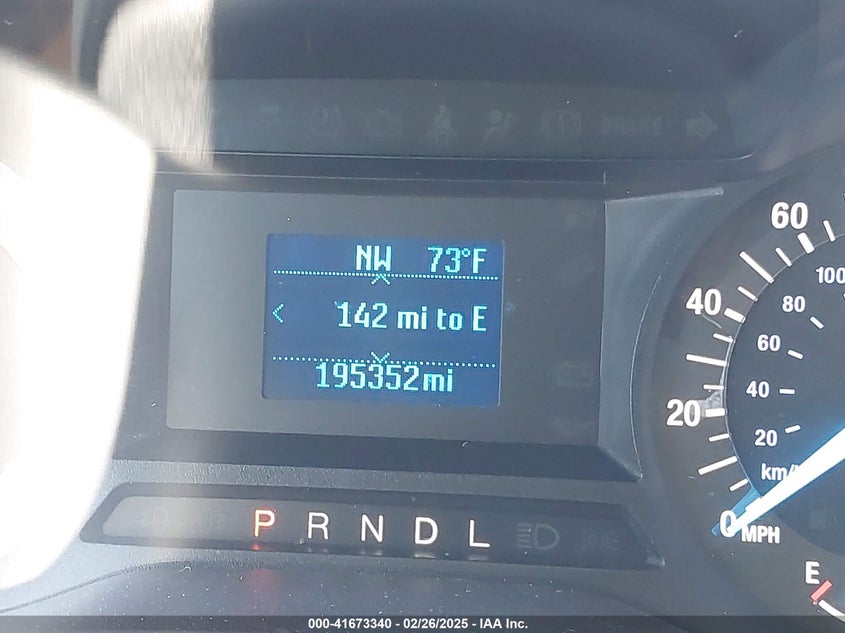 BRAKE
NW 73°F
142 mi to E
195352mi
P R N D L
60
40
20
0
MPH
100
80
60
40
20
km/
E
000-41673340 - 02/26/2025 - IAA Inc.